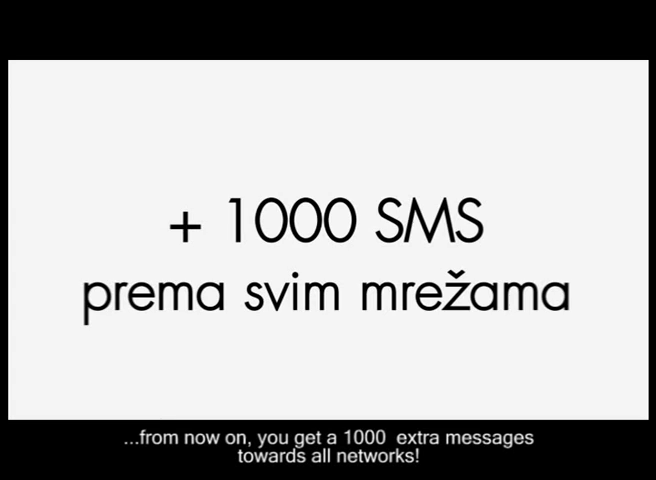 + 1000 SMS
prema svim mrežama
...from now on, you get a 1000 extra messages
towards all networks!